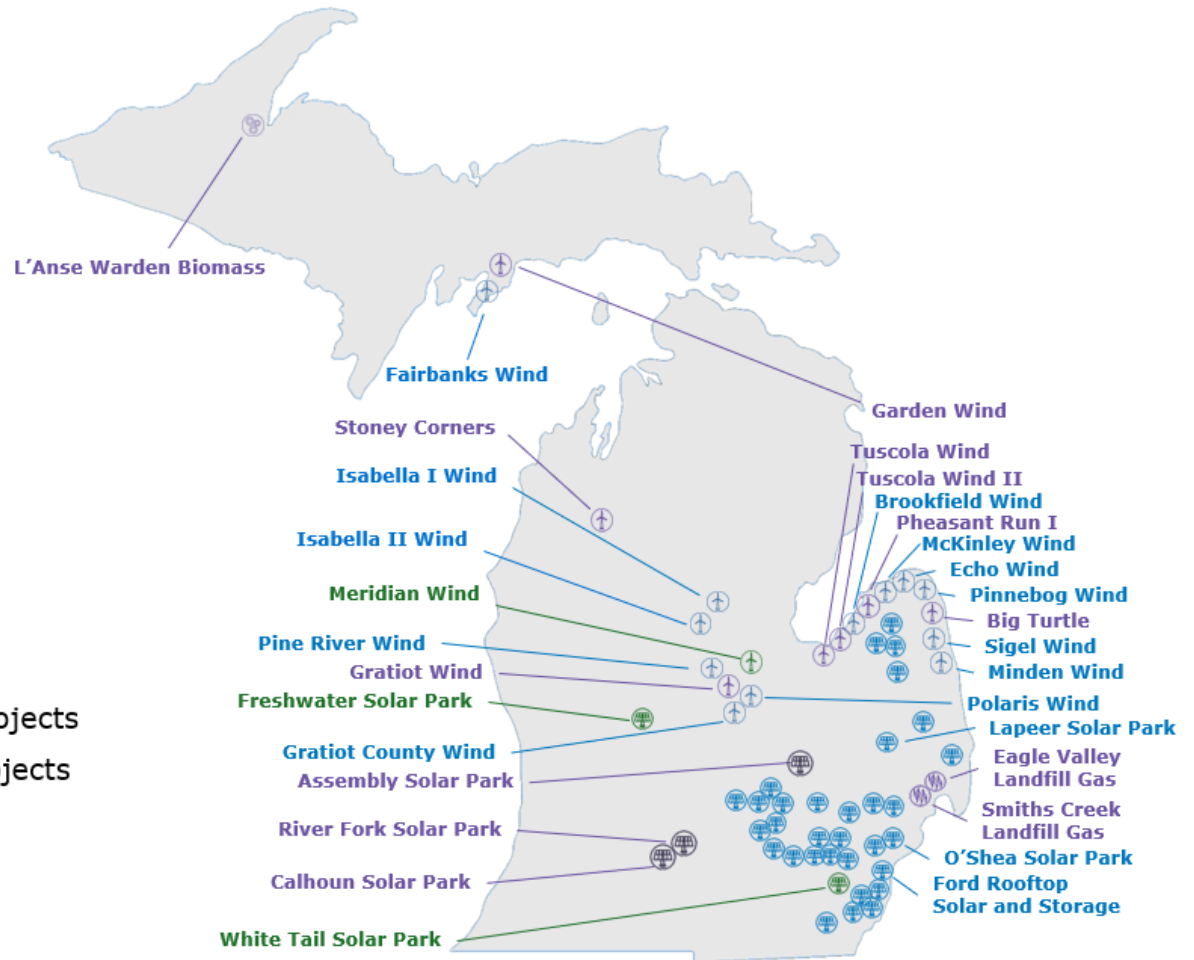 L'Anse Warden Biomass
Fairbanks Wind
Garden Wind
Stoney Corners
Tuscola Wind
Isabella I Wind
Tuscola Wind II
Brookfield Wind
Pheasant Run I
Isabella II Wind
McKinley Wind
Echo Wind
Meridian Wind
Pinnebog Wind
Big Turtle
Pine River Wind
Sigel Wind
Gratiot Wind
Minden Wind
Freshwater Solar Park
Polaris Wind
ojects
Lapeer Solar Park
Gratiot County Wind
Eagle Valley
Landfill Gas
jects
Assembly Solar Park
Smiths Creek
Landfill Gas
River Fork Solar Park
O'Shea Solar Park
Calhoun Solar Park
Ford Rooftop
Solar and Storage
White Tail Solar Park